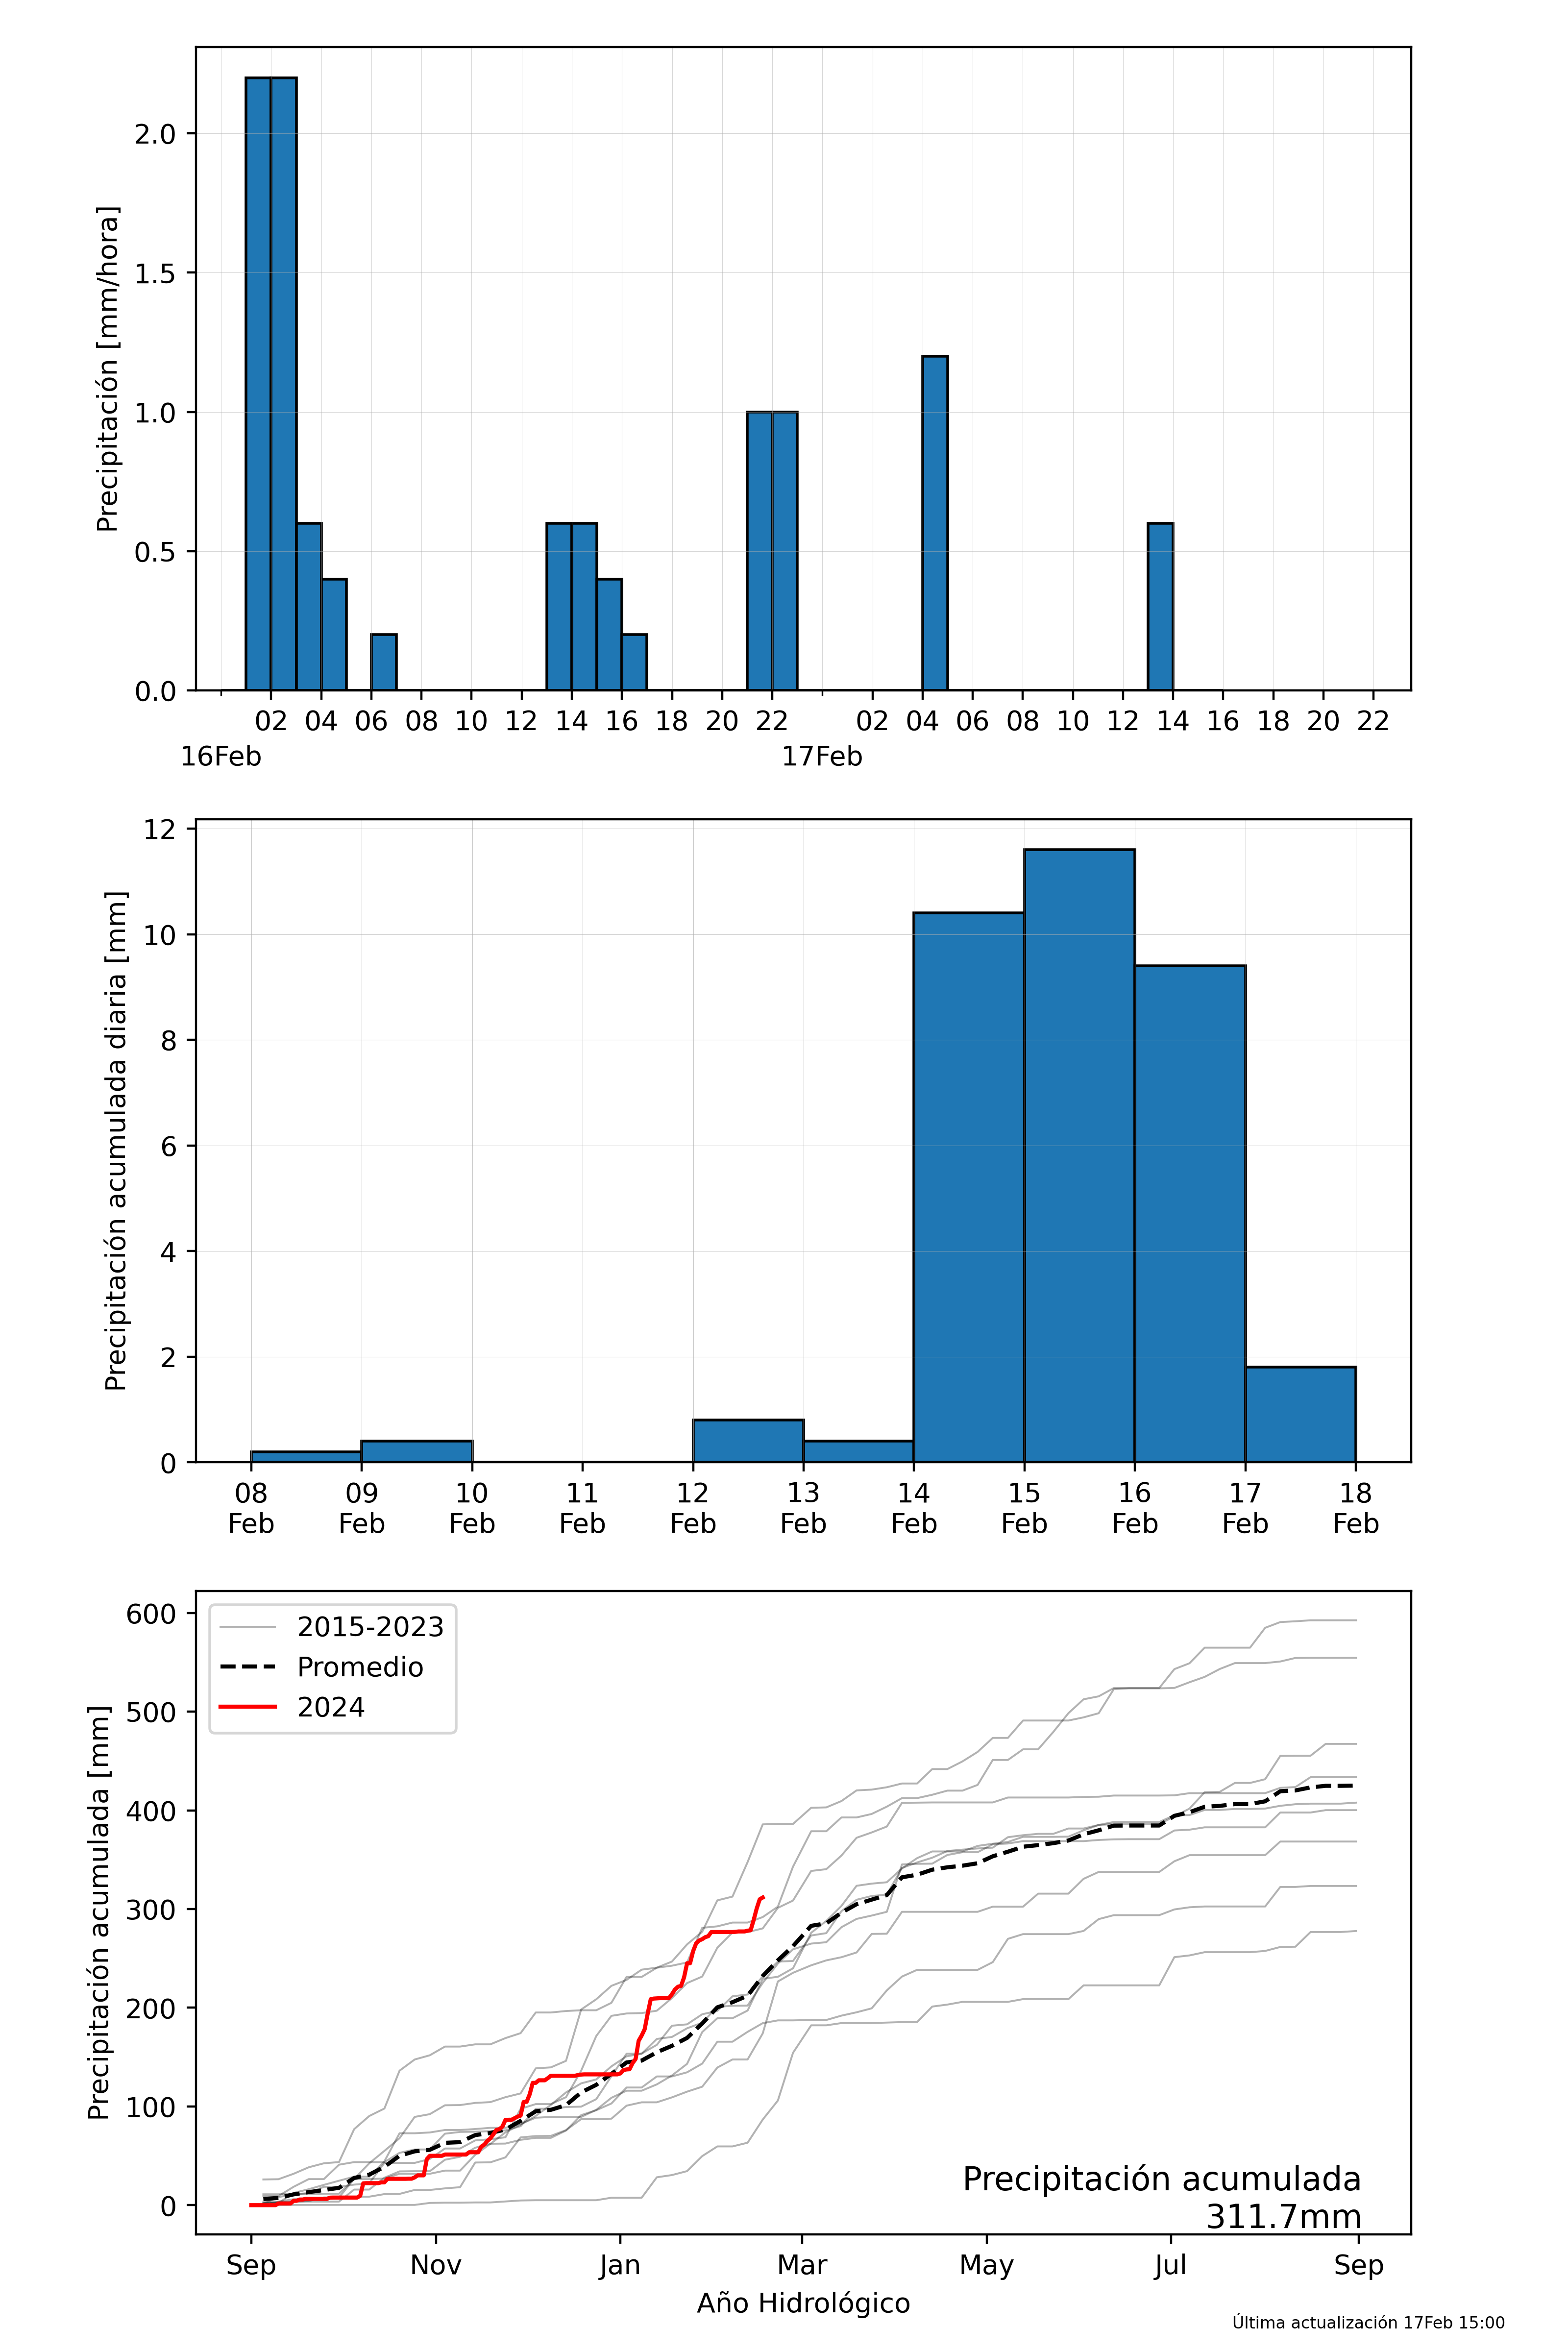 Precipitación [mm/hora]
2.0
1.5
1.0
0.5
0.0
02 04 06 08 10 12 14 16 18 20 22 02 04 06 08 10 12 14 16 18 20 22
16Feb 17Feb
Precipitación acumulada diaria [mm]
12
10
8
6
4
2
0
08 09 10 11 12 13 14 15 16 17 18
Feb Feb Feb Feb Feb Feb Feb Feb Feb Feb Feb
Precipitación acumulada [mm]
600
500
400
300
200
100
0
2015-2023
Promedio
2024
Precipitación acumulada
311.7mm
Sep Nov Jan Mar May Jul Sep
Año Hidrológico
Última actualización 17Feb 15:00